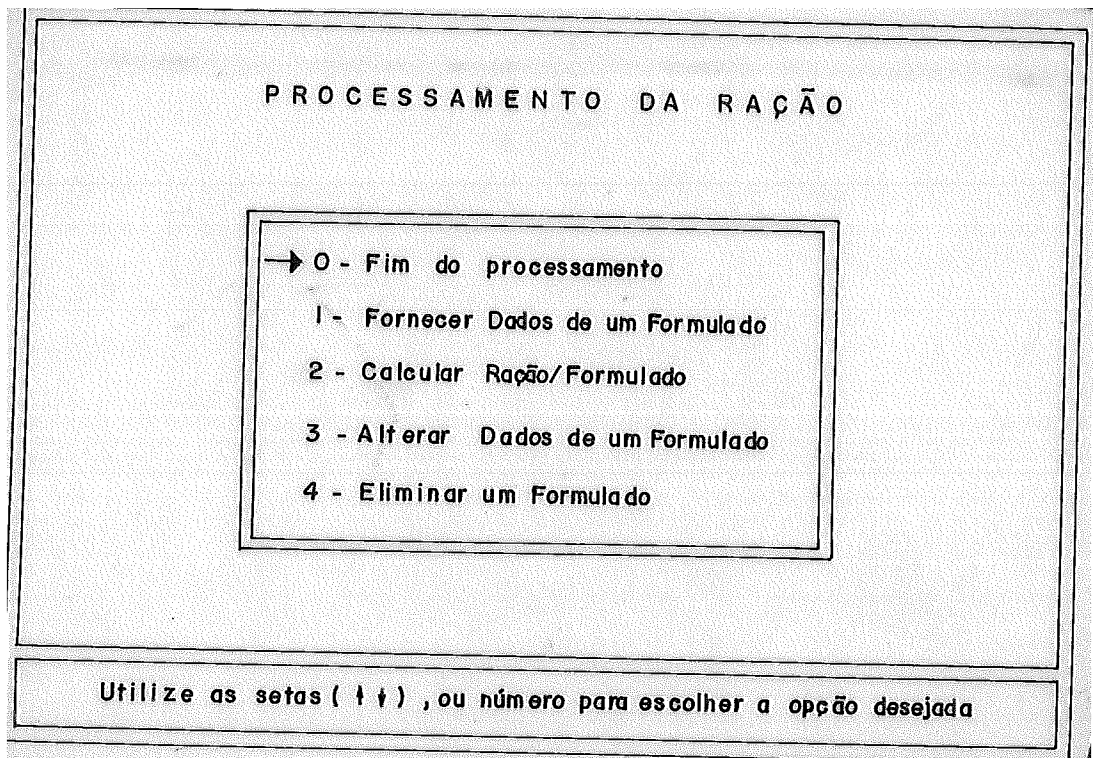 PROCESSAMENTO DA RAÇÃO
→ 0 - Fim do processamento
1 - Fornecer Dados de um Formulado
2 - Calcular Ração/Formulado
3 - Alterar Dados de um Formulado
4 - Eliminar um Formulado
Utilize as setas (↑↓), ou número para escolher a opção desejada